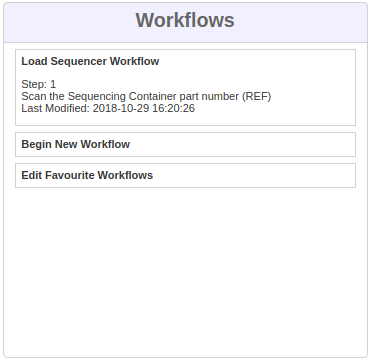 Workflows
Load Sequencer Workflow
Step: 1
Scan the Sequencing Container part number (REF)
Last Modified: 2018-10-29 16:20:26
Begin New Workflow
Edit Favourite Workflows